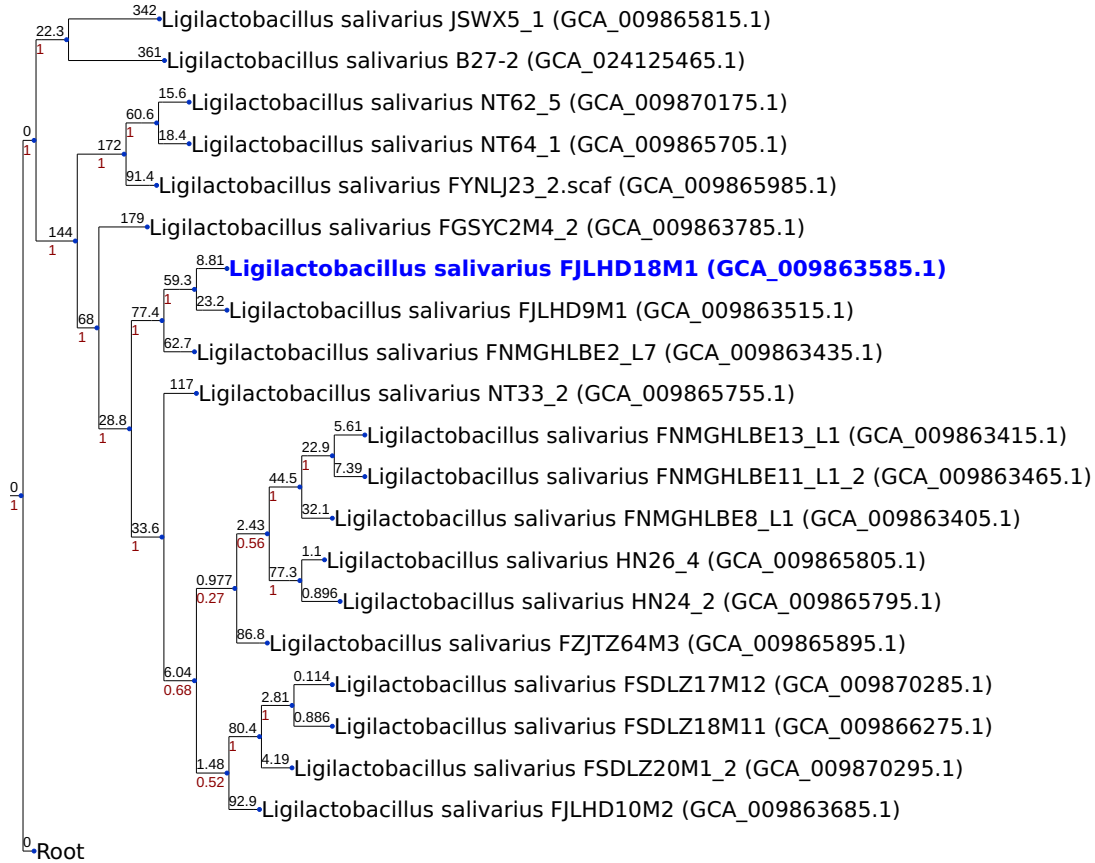 342
Ligilactobacillus salivarius JSWX5_1 (GCA_009865815.1)
22.3
1
361
Ligilactobacillus salivarius B27-2 (GCA_024125465.1)
15.6
Ligilactobacillus salivarius NT62_5 (GCA_009870175.1)
60.6
1
0
1
172
1
18.4
Ligilactobacillus salivarius NT64_1 (GCA_009865705.1)
91.4
Ligilactobacillus salivarius FYNLJ23_2.scaf (GCA_009865985.1)
144
1
179
Ligilactobacillus salivarius FGSYC2M4_2 (GCA_009863785.1)
8.81
Ligilactobacillus salivarius FJLHD18M1 (GCA_009863585.1)
59.3
1
23.2
Ligilactobacillus salivarius FJLHD9M1 (GCA_009863515.1)
68
1
77.4
1
62.7
Ligilactobacillus salivarius FNMGHLBE2_L7 (GCA_009863435.1)
117
Ligilactobacillus salivarius NT33_2 (GCA_009865755.1)
28.8
1
5.61
Ligilactobacillus salivarius FNMGHLBE13_L1 (GCA_009863415.1)
22.9
1
7.39
Ligilactobacillus salivarius FNMGHLBE11_L1_2 (GCA_009863465.1)
44.5
1
0
1
32.1
Ligilactobacillus salivarius FNMGHLBE8_L1 (GCA_009863405.1)
33.6
1
2.43
0.56
1.1
Ligilactobacillus salivarius HN26_4 (GCA_009865805.1)
77.3
1
0.977
0.27
0.896
Ligilactobacillus salivarius HN24_2 (GCA_009865795.1)
86.8
Ligilactobacillus salivarius FZJTZ64M3 (GCA_009865895.1)
6.04
0.68
0.114
Ligilactobacillus salivarius FSDLZ17M12 (GCA_009870285.1)
2.81
1
0.886
Ligilactobacillus salivarius FSDLZ18M11 (GCA_009866275.1)
80.4
1
1.48
0.52
4.19
Ligilactobacillus salivarius FSDLZ20M1_2 (GCA_009870295.1)
92.9
Ligilactobacillus salivarius FJLHD10M2 (GCA_009863685.1)
0
Root